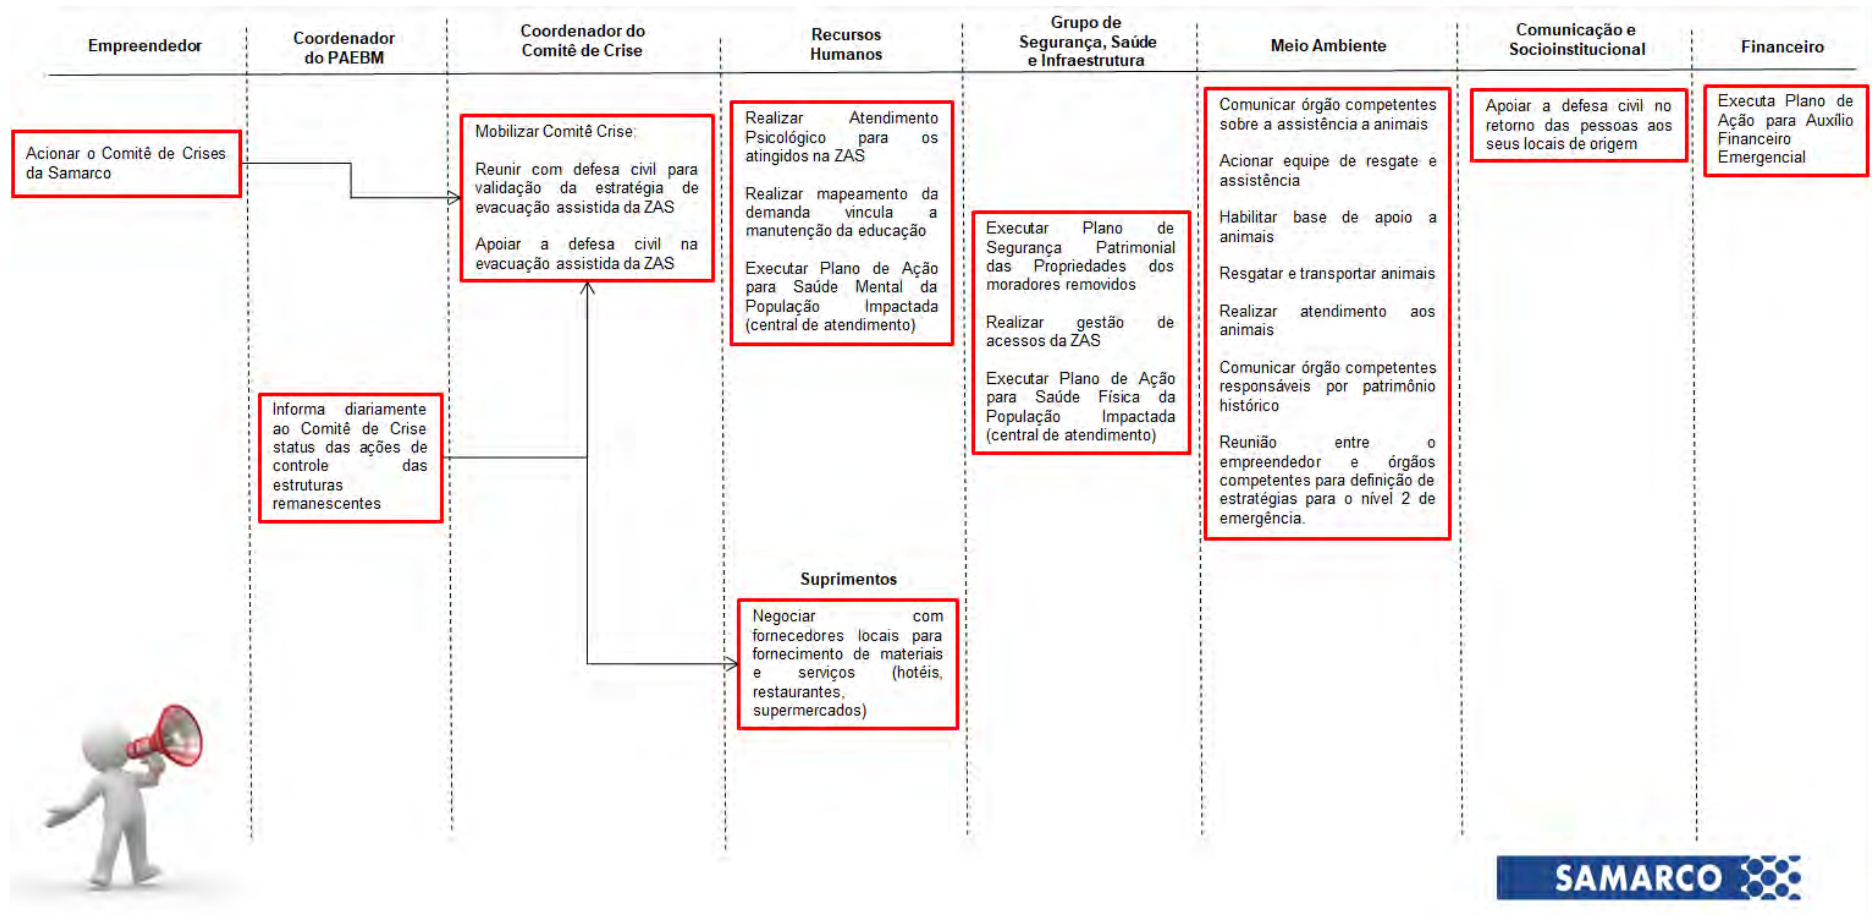 Empreendedor
Coordenador
do PAEBM
Coordenador do
Comitê de Crise
Recursos
Humanos
Grupo de
Segurança, Saúde
e Infraestrutura
Meio Ambiente
Comunicação e
Socioinstitucional
Financeiro
Acionar o Comitê de Crises
da Samarco
Informa diariamente
ao Comitê de Crise
status das ações de
controle das
estruturas
remanescentes
Mobilizar Comitê Crise:
Reunir com defesa civil para
validação da estratégia de
evacuação assistida da ZAS
Apoiar a defesa civil na
evacuação assistida da ZAS
Realizar Atendimento
Psicológico para os
atingidos na ZAS
Realizar mapeamento da
demanda vincula a
manutenção da educação
Executar Plano de Ação
para Saúde Mental da
População Impactada
(central de atendimento)
Suprimentos
Negociar com
fornecedores locais para
fornecimento de materiais
e serviços (hotéis,
restaurantes,
supermercados)
Executar Plano de
Segurança Patrimonial
das Propriedades dos
moradores removidos
Realizar gestão de
acessos da ZAS
Executar Plano de Ação
para Saúde Física da
População Impactada
(central de atendimento)
Comunicar órgão competentes
sobre a assistência a animais
Acionar equipe de resgate e
assistência
Habilitar base de apoio a
animais
Resgatar e transportar animais
Realizar atendimento aos
animais
Comunicar órgão competentes
responsáveis por patrimônio
histórico
Reunião entre o
empreendedor e órgãos
competentes para definição de
estratégias para o nível 2 de
emergência.
Apoiar a defesa civil no
retorno das pessoas aos
seus locais de origem
Executa Plano de
Ação para Auxílio
Financeiro
Emergencial
SAMARCO